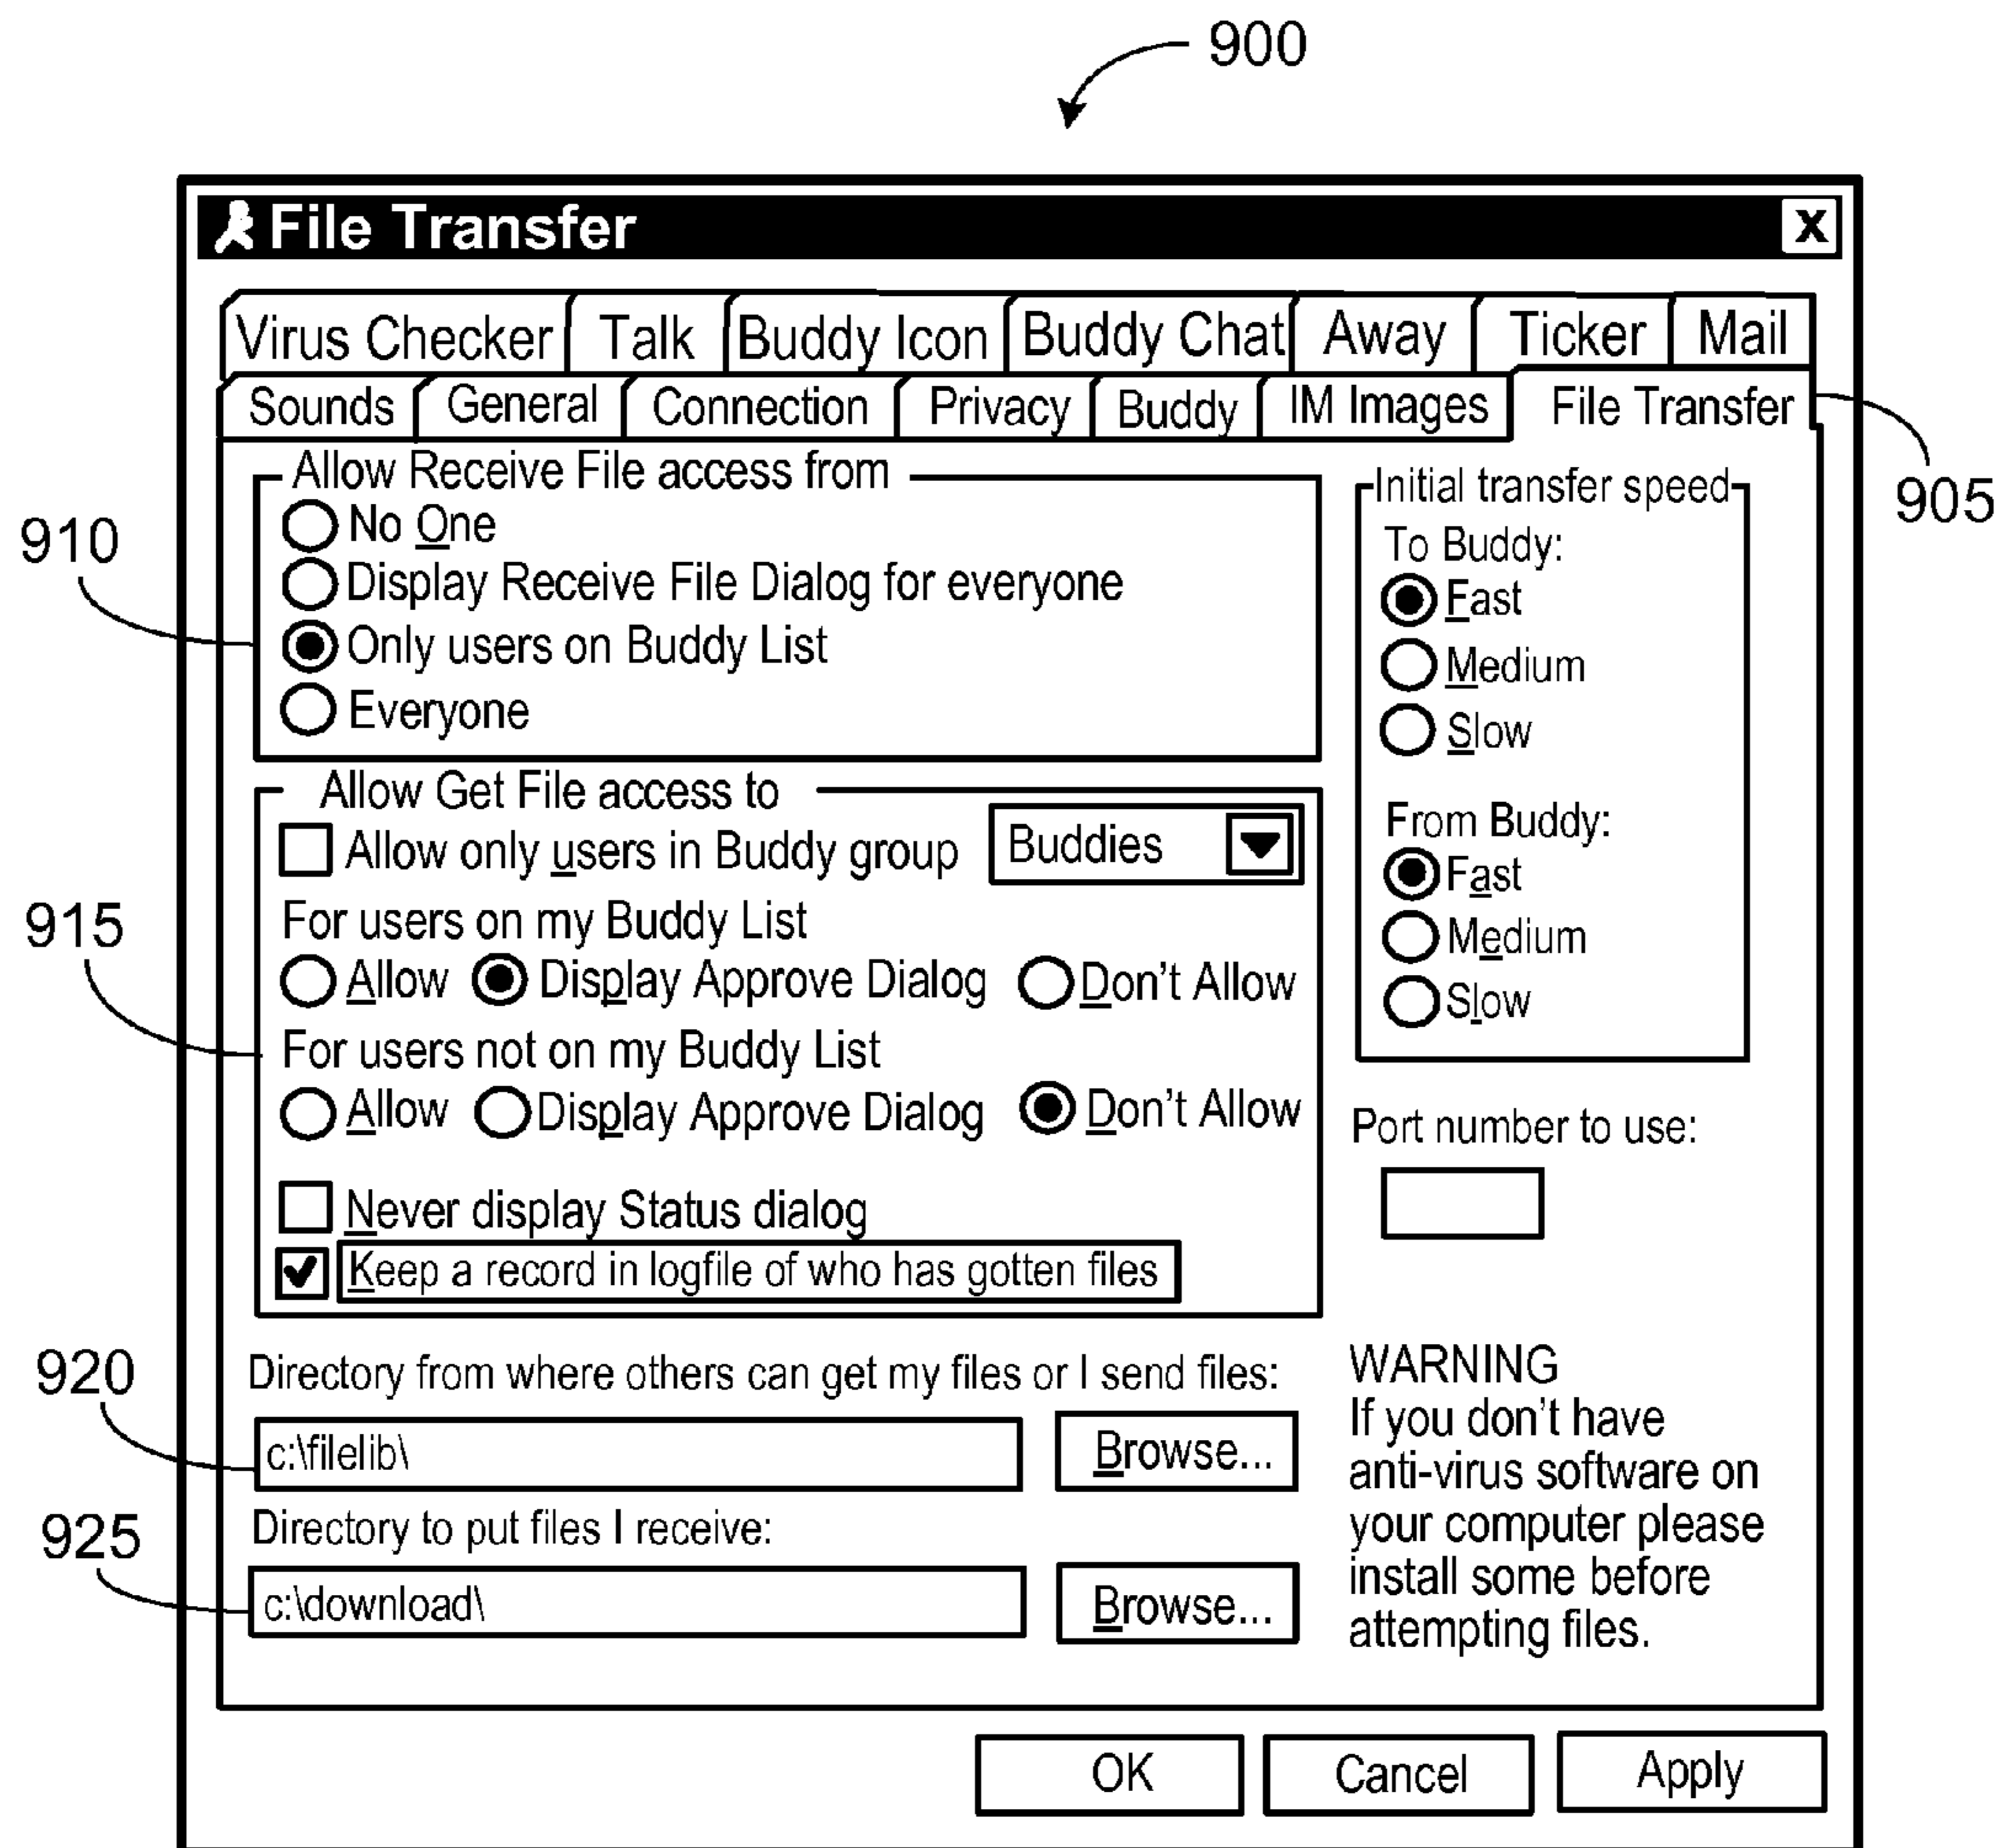 900
File Transfer
X
Virus Checker Talk Buddy Icon Buddy Chat Away Ticker Mail
Sounds General Connection Privacy Buddy IM Images File Transfer
905
910
Allow Receive File access from
No One
Display Receive File Dialog for everyone
Only users on Buddy List
Everyone
Initial transfer speed
To Buddy:
Fast
Medium
Slow
From Buddy:
Fast
Medium
Slow
915
Allow Get File access to
Allow only users in Buddy group Buddies
For users on my Buddy List
Allow Display Approve Dialog Don't Allow
For users not on my Buddy List
Allow Display Approve Dialog Don't Allow
Never display Status dialog
Keep a record in logfile of who has gotten files
Port number to use:
920
Directory from where others can get my files or I send files:
c:\filelib\ Browse...
925
Directory to put files I receive:
c:\download\ Browse...
WARNING
If you don't have
anti-virus software on
your computer please
install some before
attempting files.
OK Cancel Apply